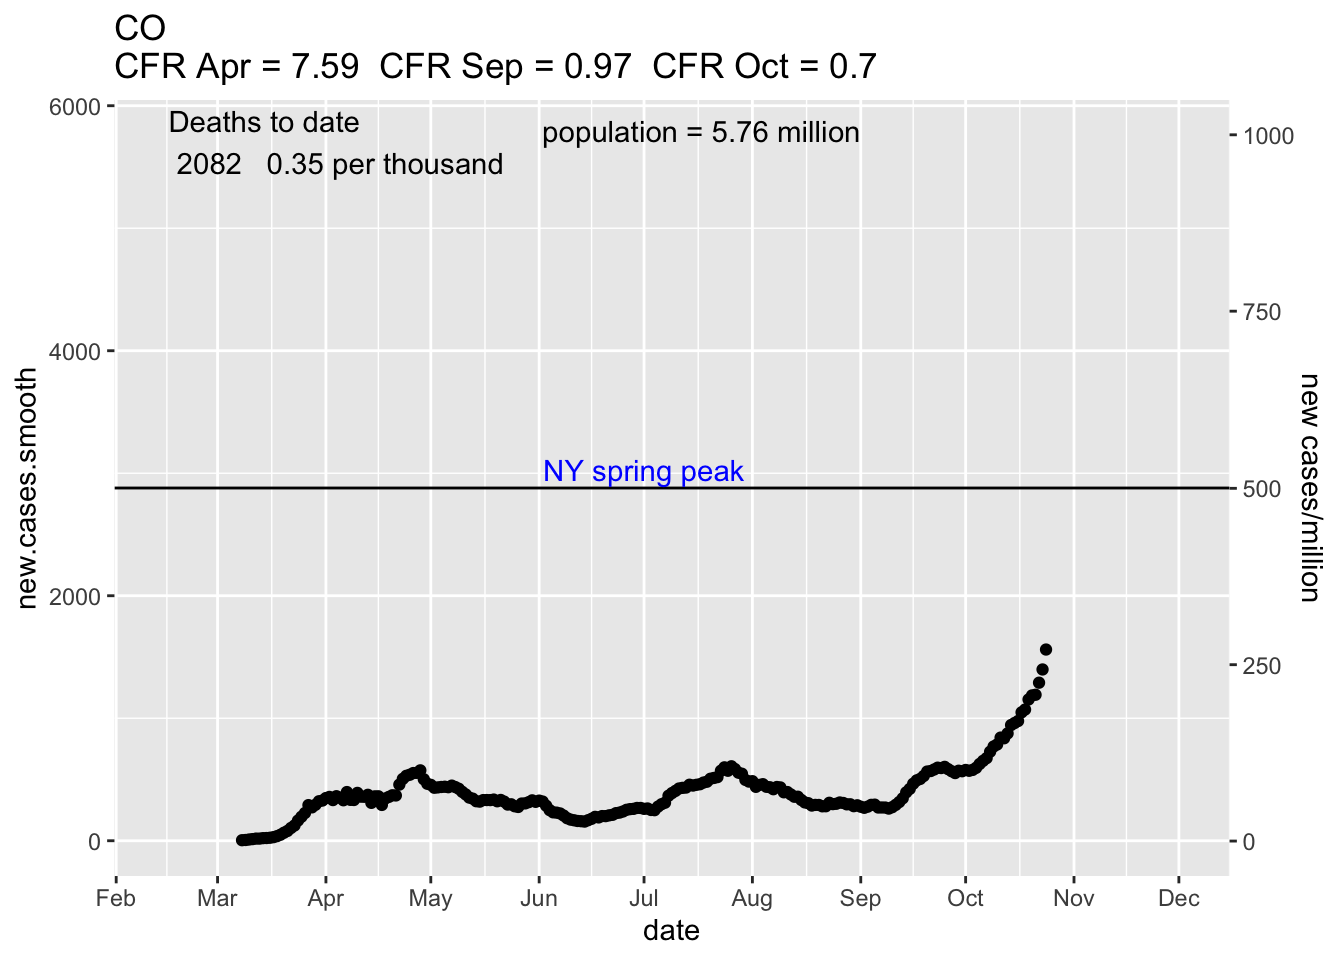 CO
CFR Apr = 7.59  CFR Sep = 0.97  CFR Oct = 0.7
Deaths to date
2082   0.35 per thousand
population = 5.76 million
NY spring peak
new.cases.smooth
6000
4000
2000
0
new cases/million
1000
750
500
250
0
Feb Mar Apr May Jun Jul Aug Sep Oct Nov Dec
date